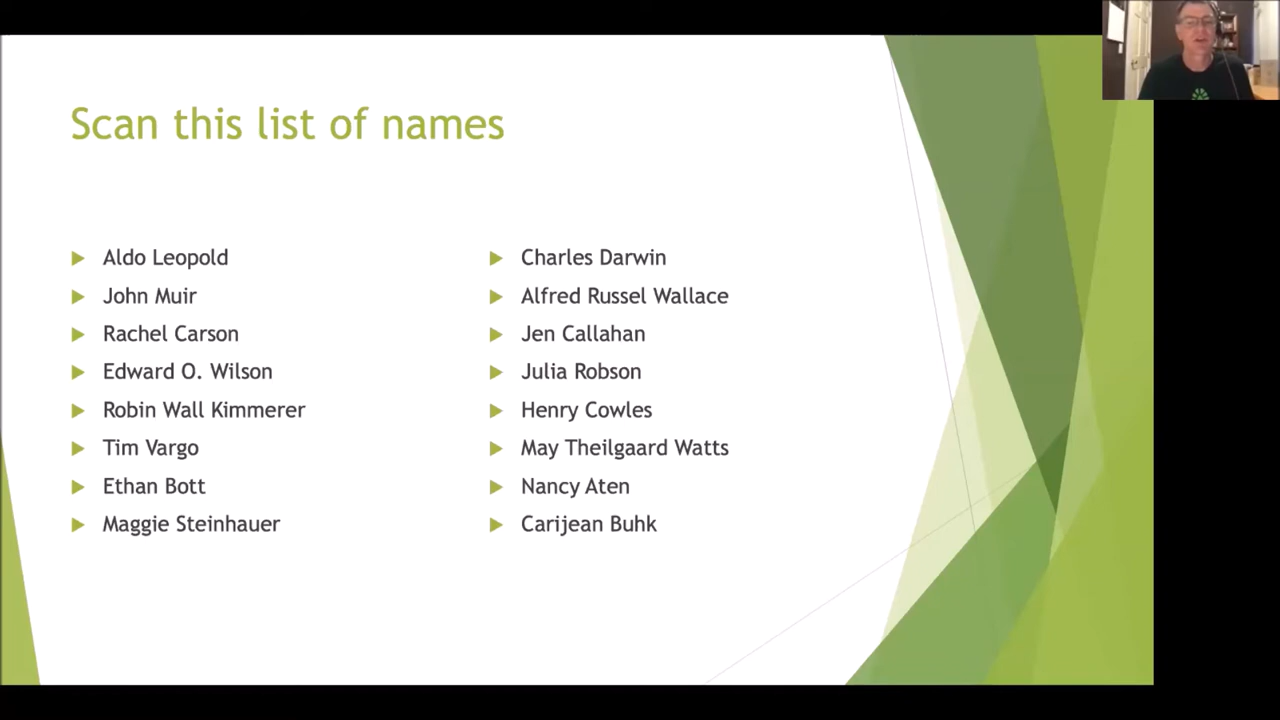 Scan this list of names
Aldo Leopold
John Muir
Rachel Carson
Edward O. Wilson
Robin Wall Kimmerer
Tim Vargo
Ethan Bott
Maggie Steinhauer
Charles Darwin
Alfred Russel Wallace
Jen Callahan
Julia Robson
Henry Cowles
May Theilgaard Watts
Nancy Aten
Carijean Buhk